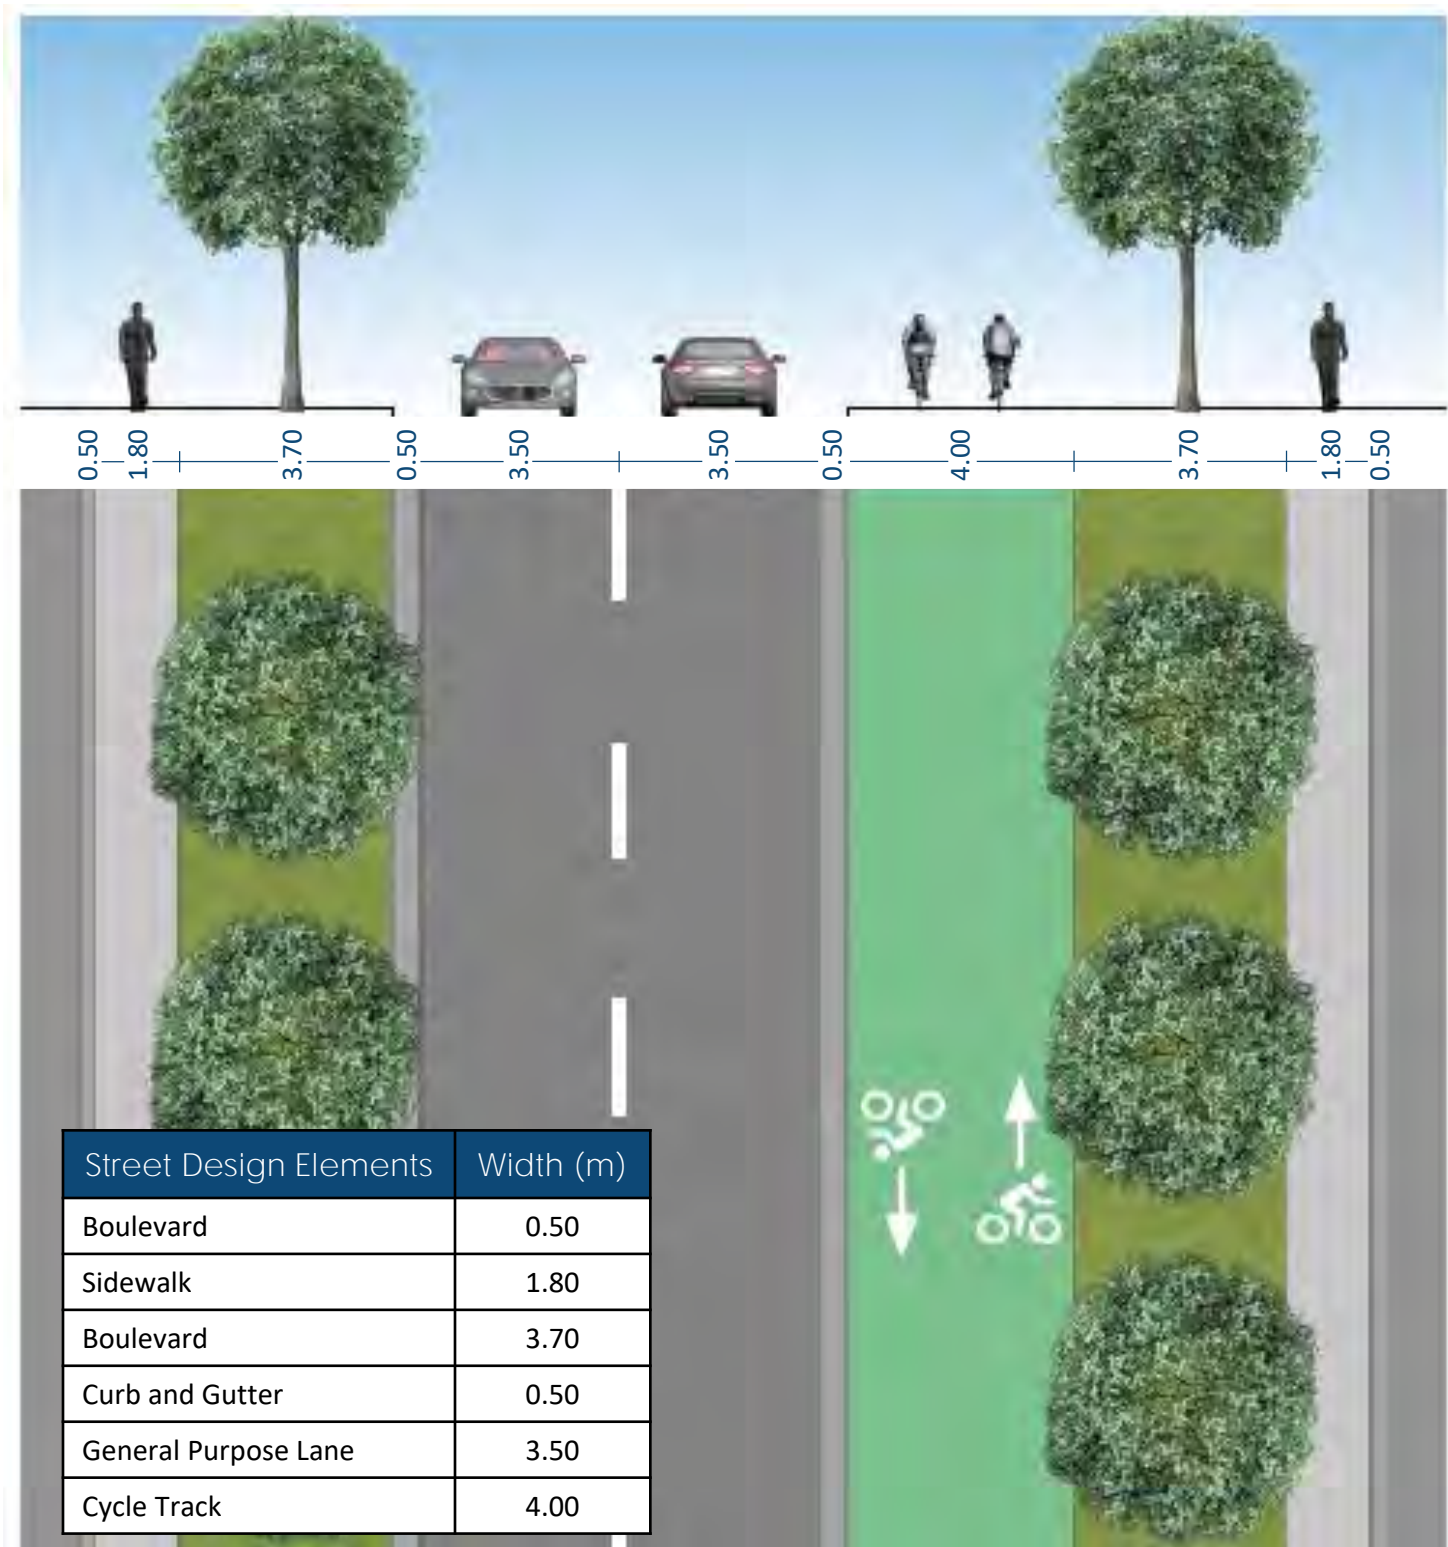 0.50 1.80 3.70 0.50 3.50 3.50 0.50 4.00 3.70 1.80 0.50
Street Design Elements Width (m)
Boulevard 0.50
Sidewalk 1.80
Boulevard 3.70
Curb and Gutter 0.50
General Purpose Lane 3.50
Cycle Track 4.00